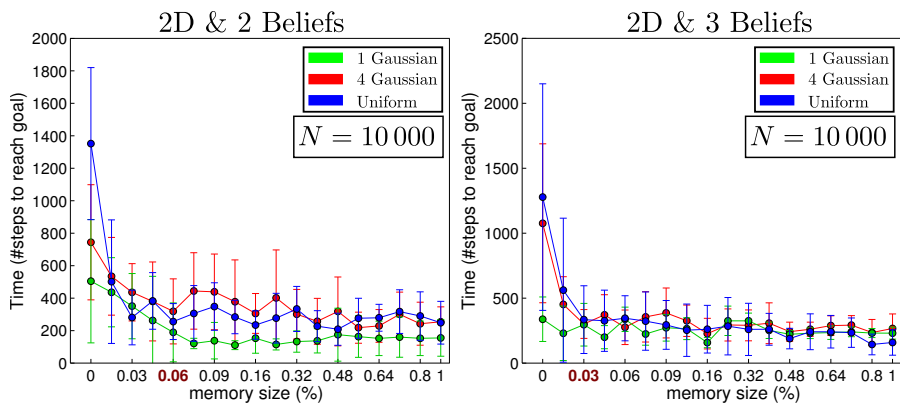 2D & 2 Beliefs
2000
1800
1600
1400
1200
1000
800
600
400
200
0
Time (#steps to reach goal)
1 Gaussian
4 Gaussian
Uniform
N = 10 000
0 0.03 0.06 0.09 0.16 0.32 0.48 0.64 0.8 1
memory size (%)
2D & 3 Beliefs
2500
2000
1500
1000
500
0
Time (#steps to reach goal)
1 Gaussian
4 Gaussian
Uniform
N = 10 000
0 0.03 0.06 0.09 0.16 0.32 0.48 0.64 0.8 1
memory size (%)